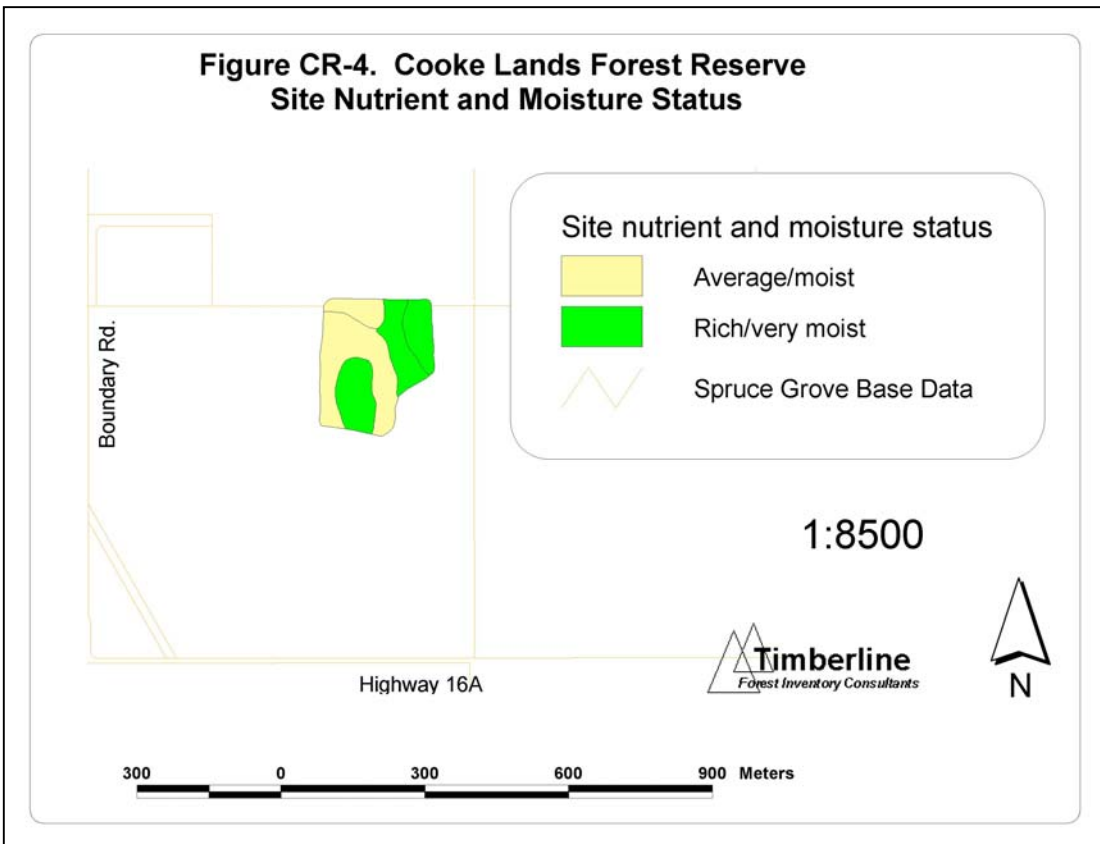 Figure CR-4. Cooke Lands Forest Reserve
Site Nutrient and Moisture Status
Site nutrient and moisture status
Average/moist
Rich/very moist
Spruce Grove Base Data
Boundary Rd.
1:8500
Timberline
Forest Inventory Consultants
N
Highway 16A
300 0 300 600 900 Meters